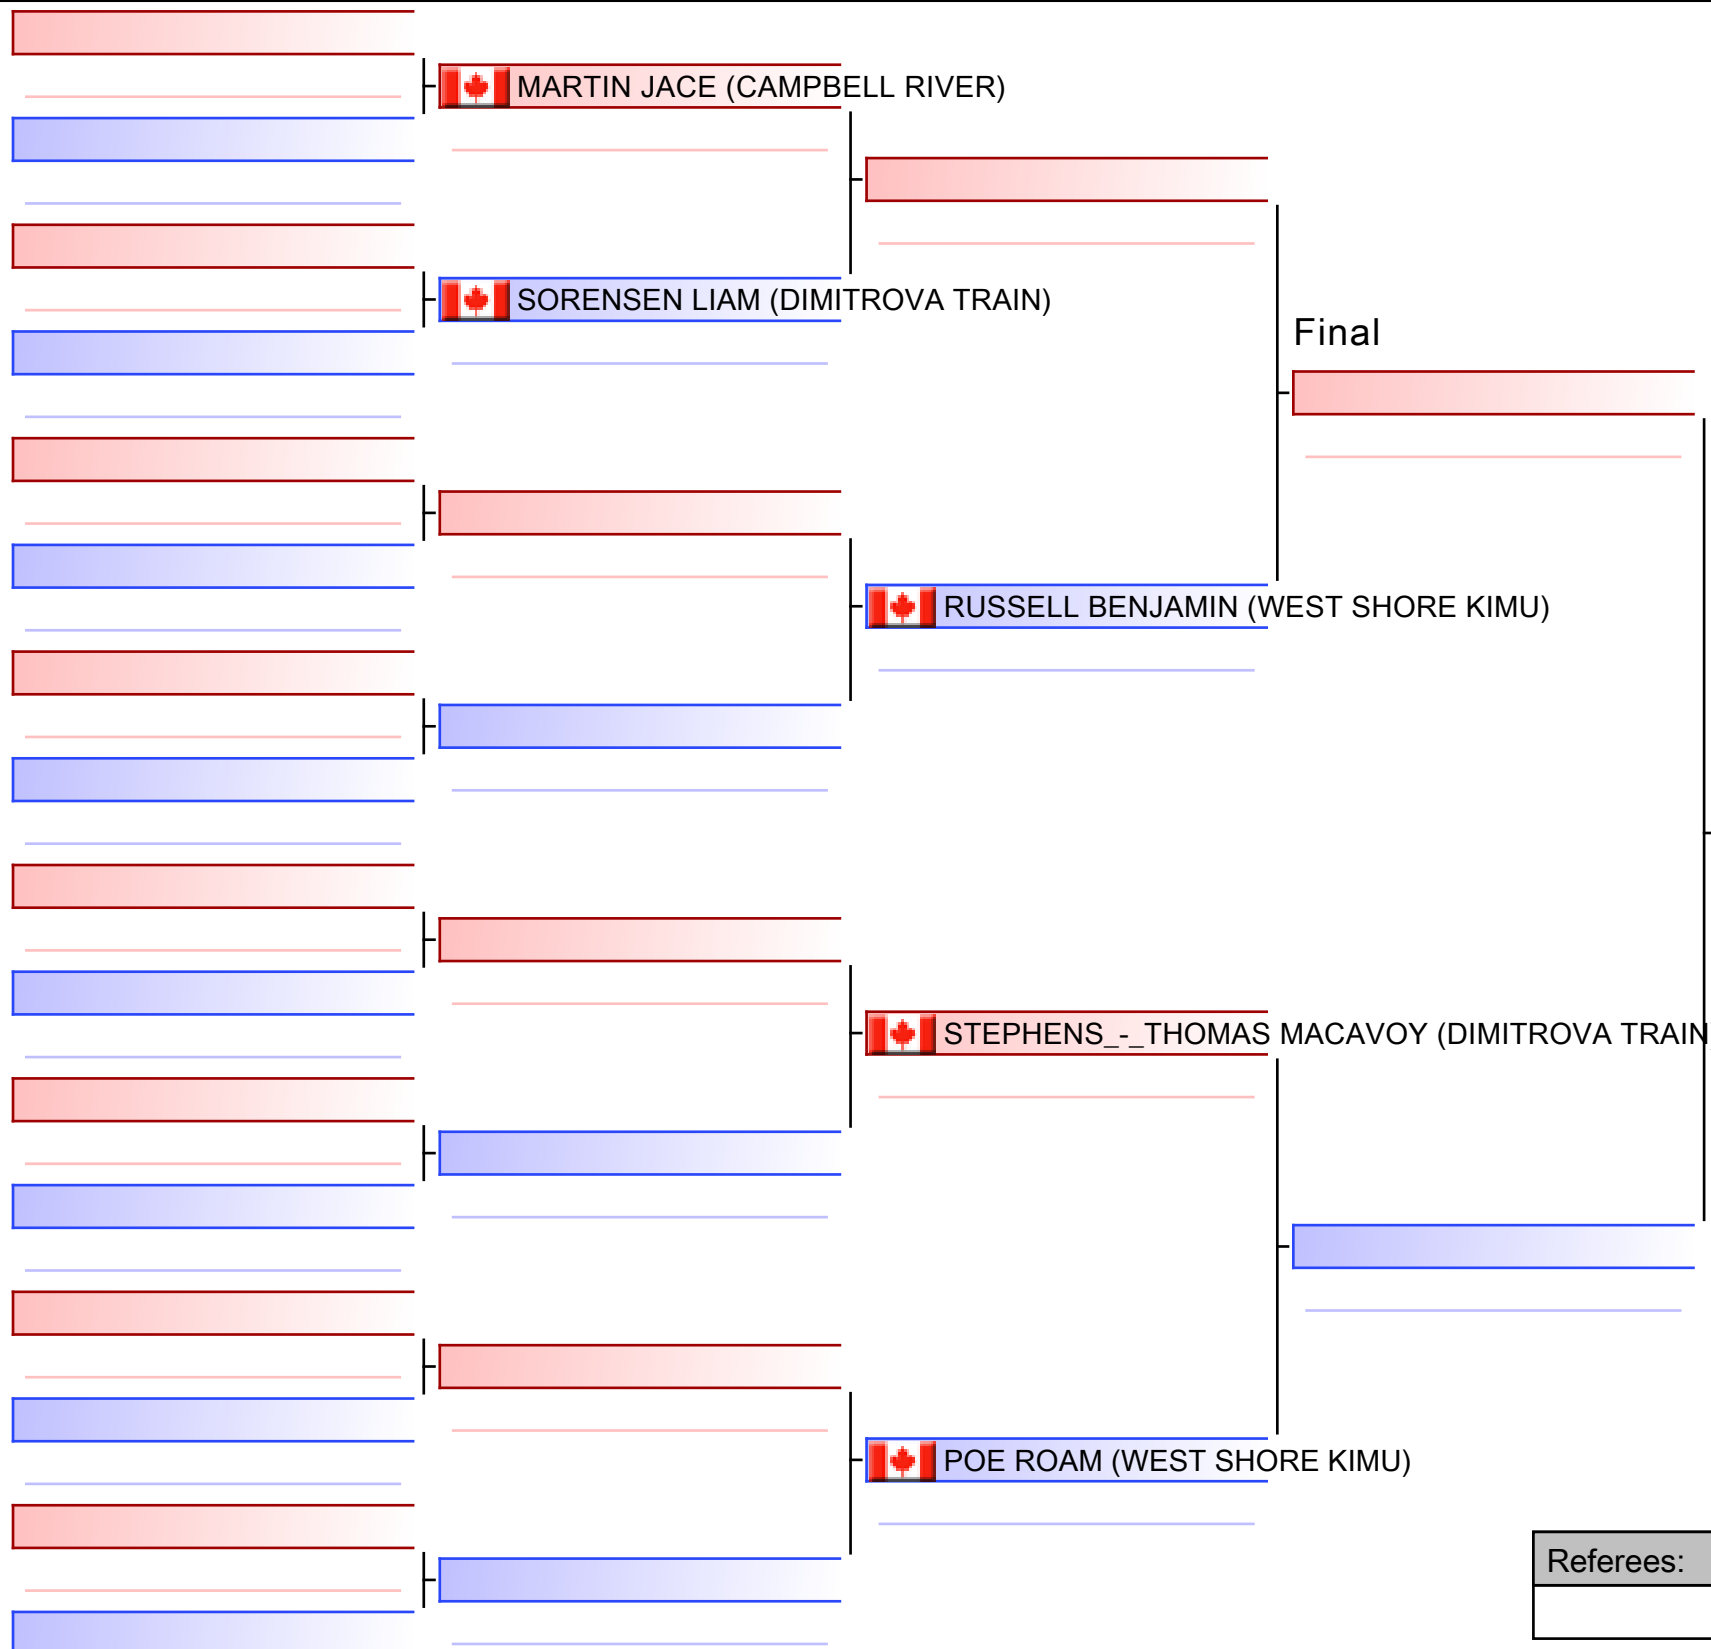 MARTIN JACE (CAMPBELL RIVER)
SORENSEN LIAM (DIMITROVA TRAIN)
Final
RUSSELL BENJAMIN (WEST SHORE KIMU)
STEPHENS_-_THOMAS MACAVOY (DIMITROVA TRAIN
POE ROAM (WEST SHORE KIMU)
Referees: